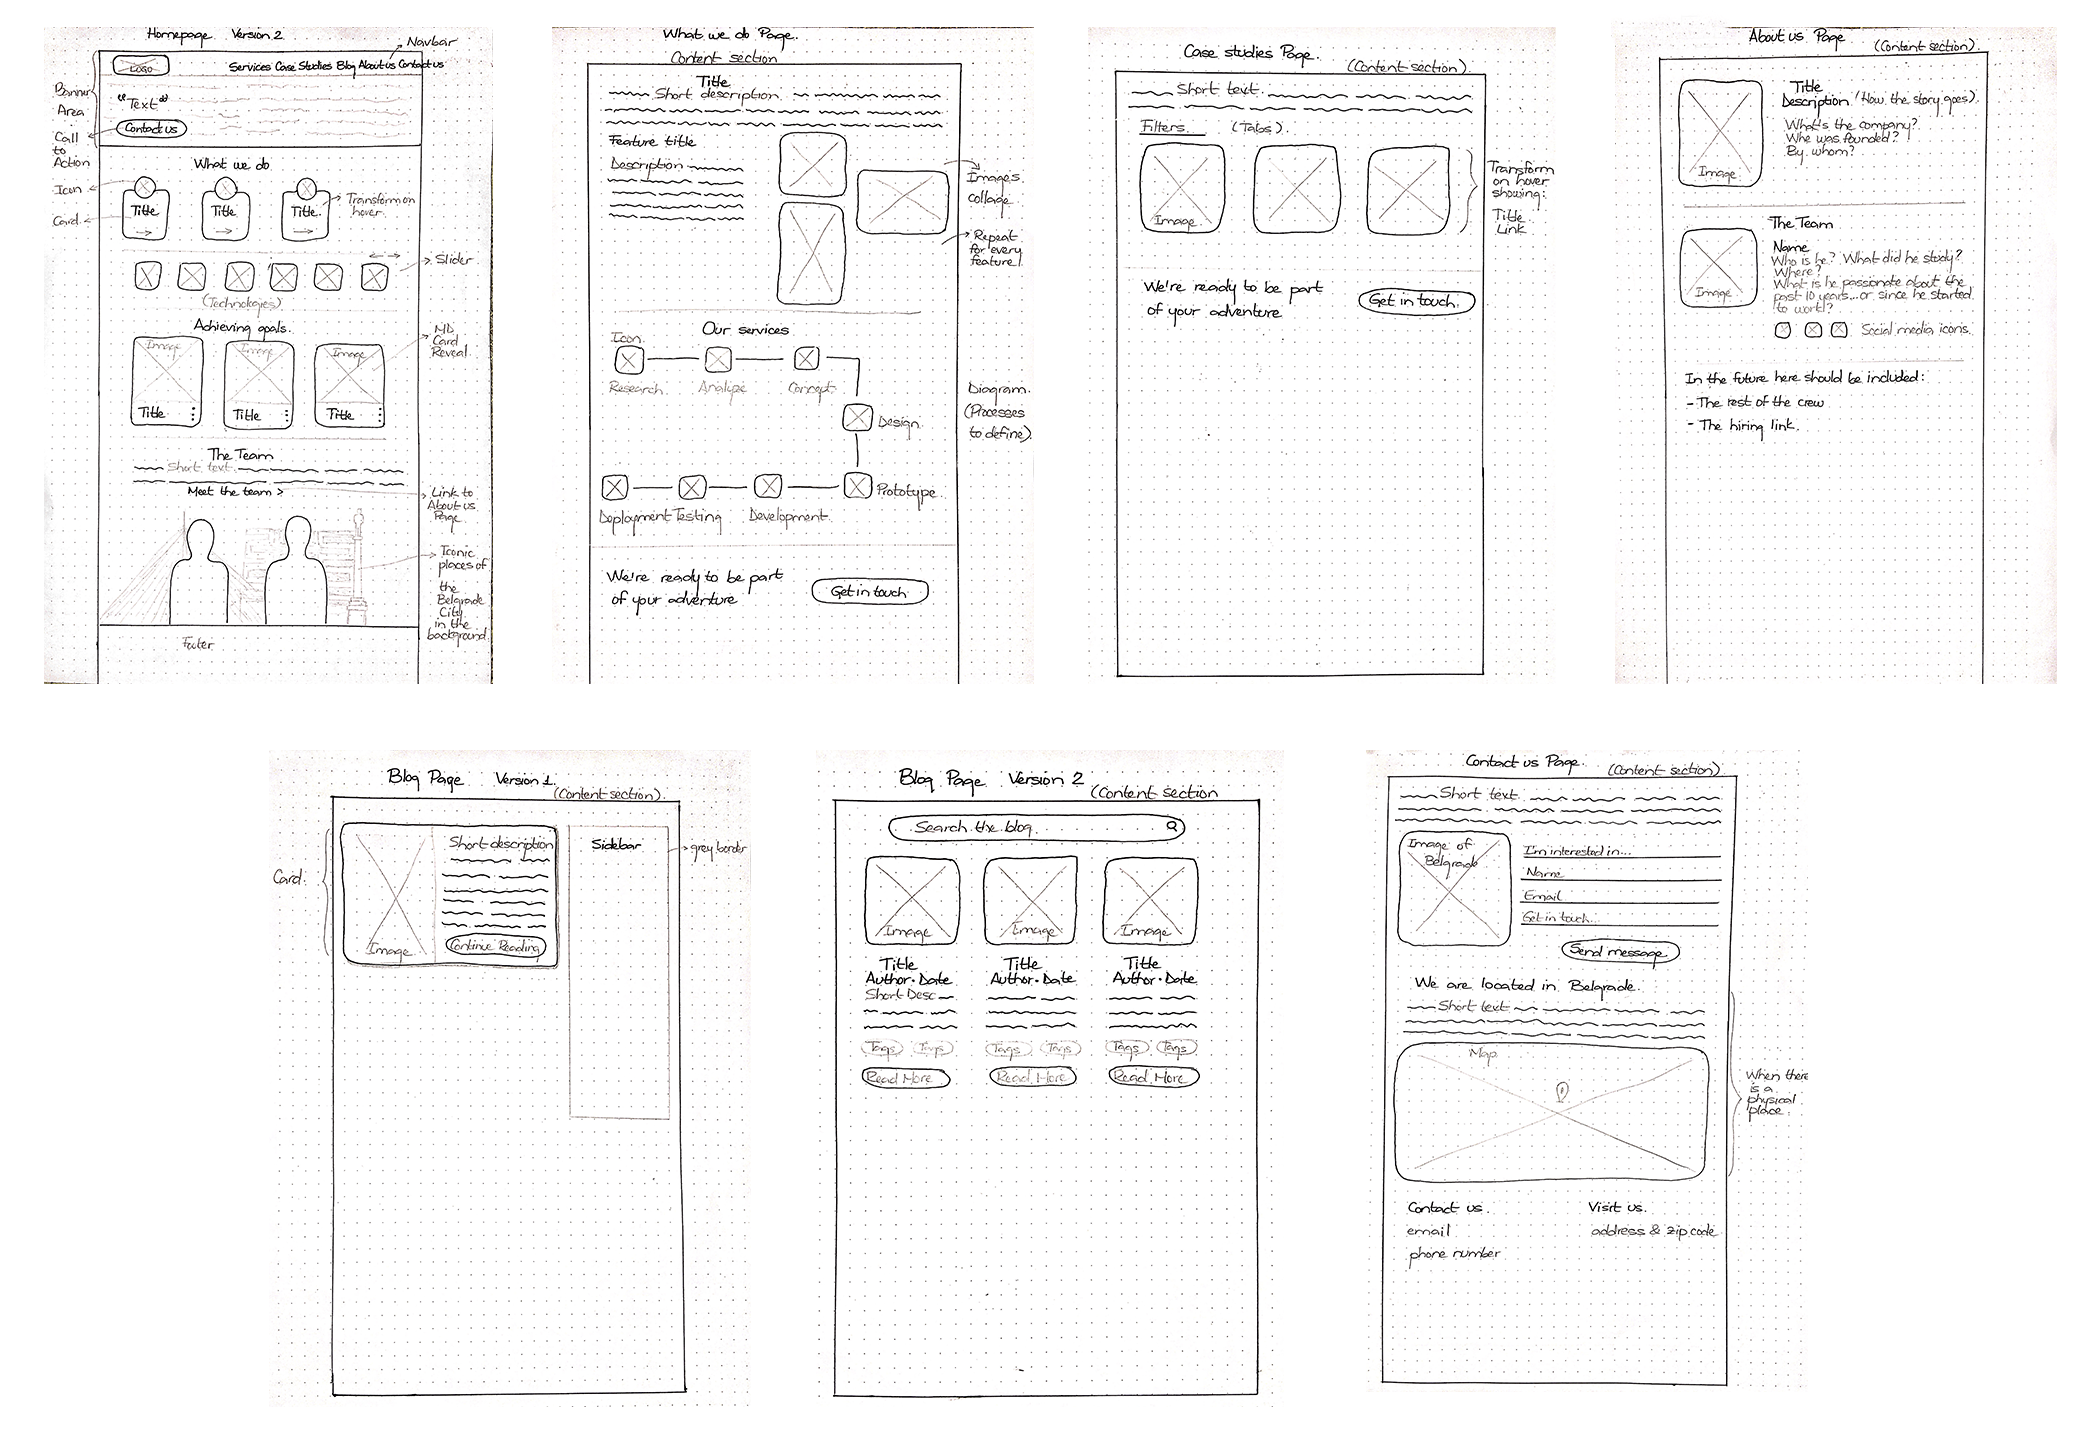 Homepage Version 2
Navbar
LOGO
Services Case Studies Blog About us Contact us
Banner
Area
"Text"
Contact us
Call
to
Action
What we do
Icon
Card
Title
Title
Title.
Transform on
hover.
Slider
(Technologies)
Achieving goals.
Image
Image
Image
MD
Card
Reveal
Title
Title
Title
The Team
Short text
Meet the team >
Link to
About us
Page
Iconic
places of
the
Belgrade
City
in the
background
Footer
What we do Page.
Content section
Title
Short description
Feature title
Description
Images
collage
Repeat
for every
feature!
Our services
Icon.
Research
Analyze
Concept
Design.
Diagram.
(Processes
to define).
Prototype.
Deployment Testing
Development.
We're ready to be part
of your adventure
Get in touch
Case studies Page.
(Content section).
Short text.
Filters.
(Tabs).
Image
Transform
on hover
showing:
Title
Link
We're ready to be part
of your adventure
Get in touch.
About us Page
(Content section).
Image
Title
Description. (How the story goes).
What's the company?
Whe was founded?
By whom?
The Team
Image
Name
Who is he? What did he study?
Where?
What is he passionate about the
past 10 years...or since he started
to work?
Social media icons.
In the future here should be included:
- The rest of the crew
- The hiring link.
Blog Page Version 1.
(Content section).
Card.
Image
Short description
Continue Reading
Sidebar
grey border
Blog Page Version 2
(Content section
Search the blog.
Image
Image
Image
Title
Title
Title
Author • Date
Author • Date
Author • Date
Short Desc
Tags
Tags
Tags
Tags
Tags
Tags
Read More
Read More
Read More
Contact us Page.
(Content section).
Short text
Image of
Belgrade
I'm interested in...
Name
Email
Get in touch...
Send message
We are located in Belgrade.
Short text
Map
When there
is a
physical
place.
Contact us.
email
phone number
Visit us.
address & zip code